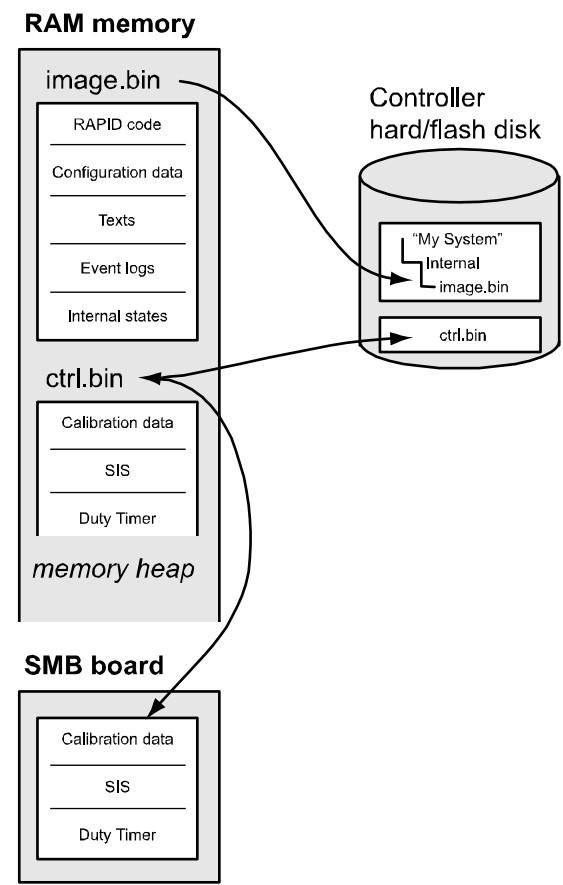 RAM memory
image.bin
RAPID code
Configuration data
Texts
Event logs
Internal states
ctrl.bin
Calibration data
SIS
Duty Timer
memory heap
Controller
hard/flash disk
“My System”
Internal
image.bin
ctrl.bin
SMB board
Calibration data
SIS
Duty Timer